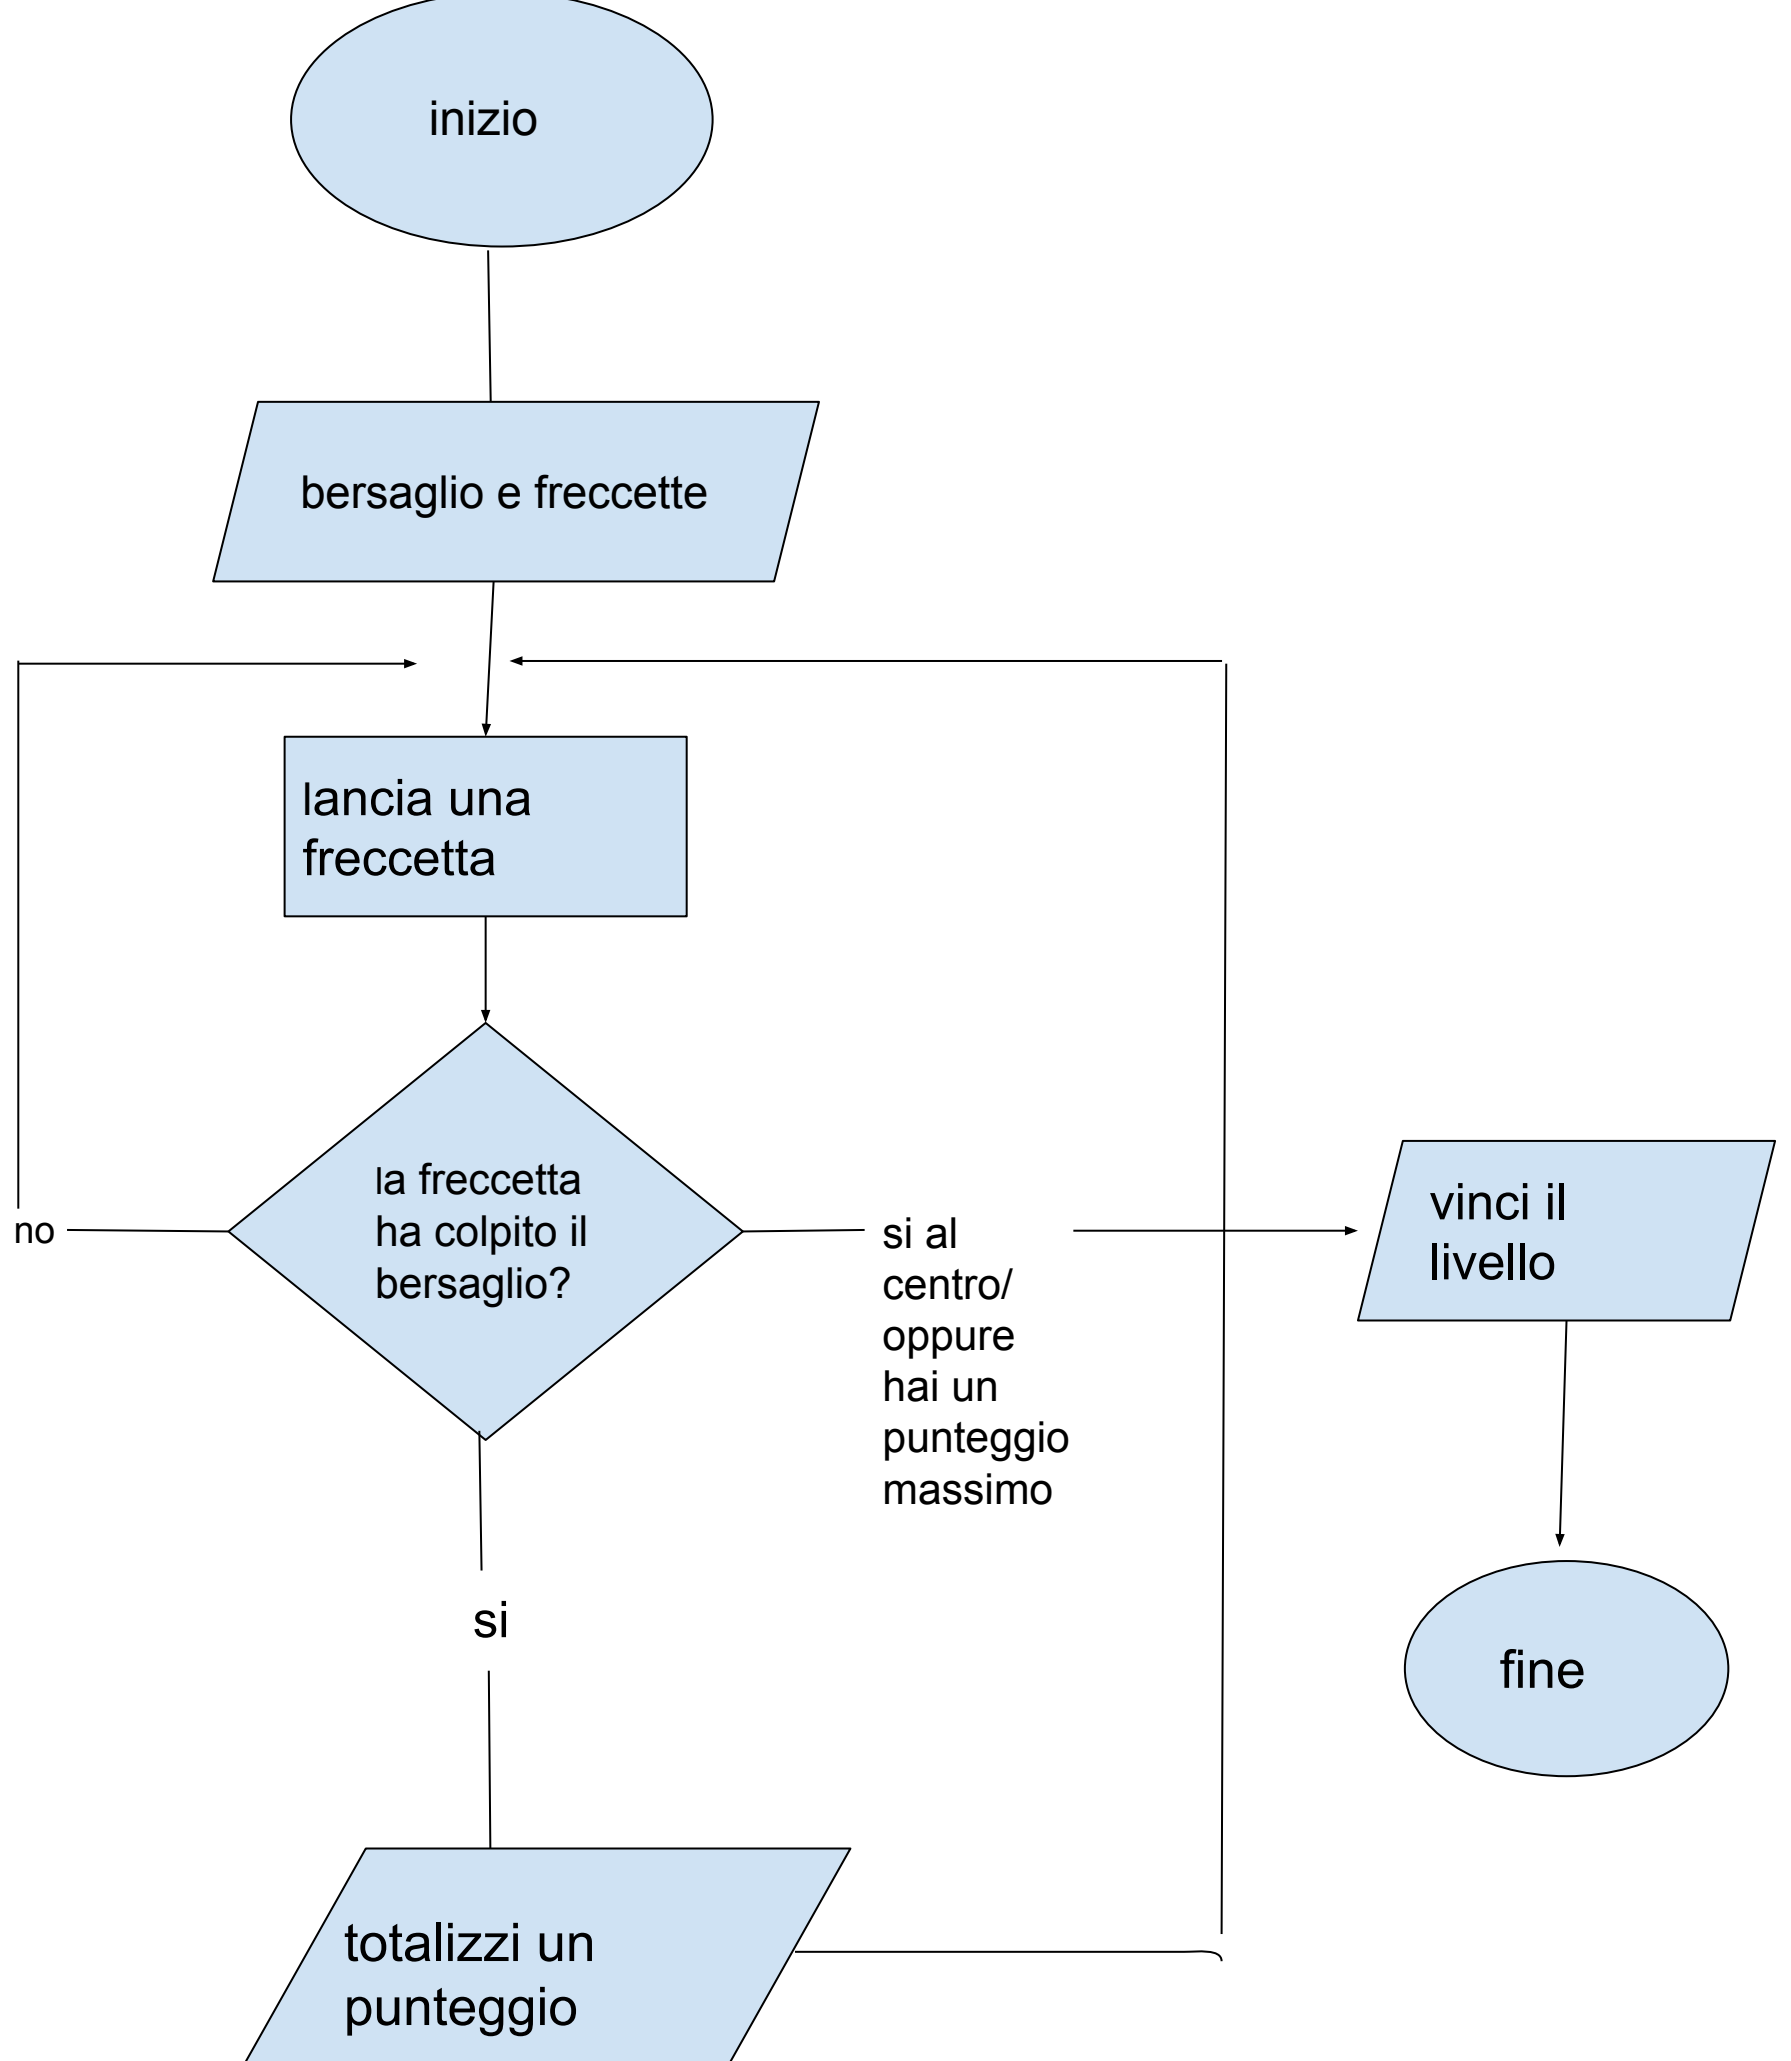 inizio
bersaglio e freccette
lancia una
freccetta
la freccetta
ha colpito il
bersaglio?
no
si al
centro/
oppure
hai un
punteggio
massimo
vinci il
livello
si
fine
totalizzi un
punteggio